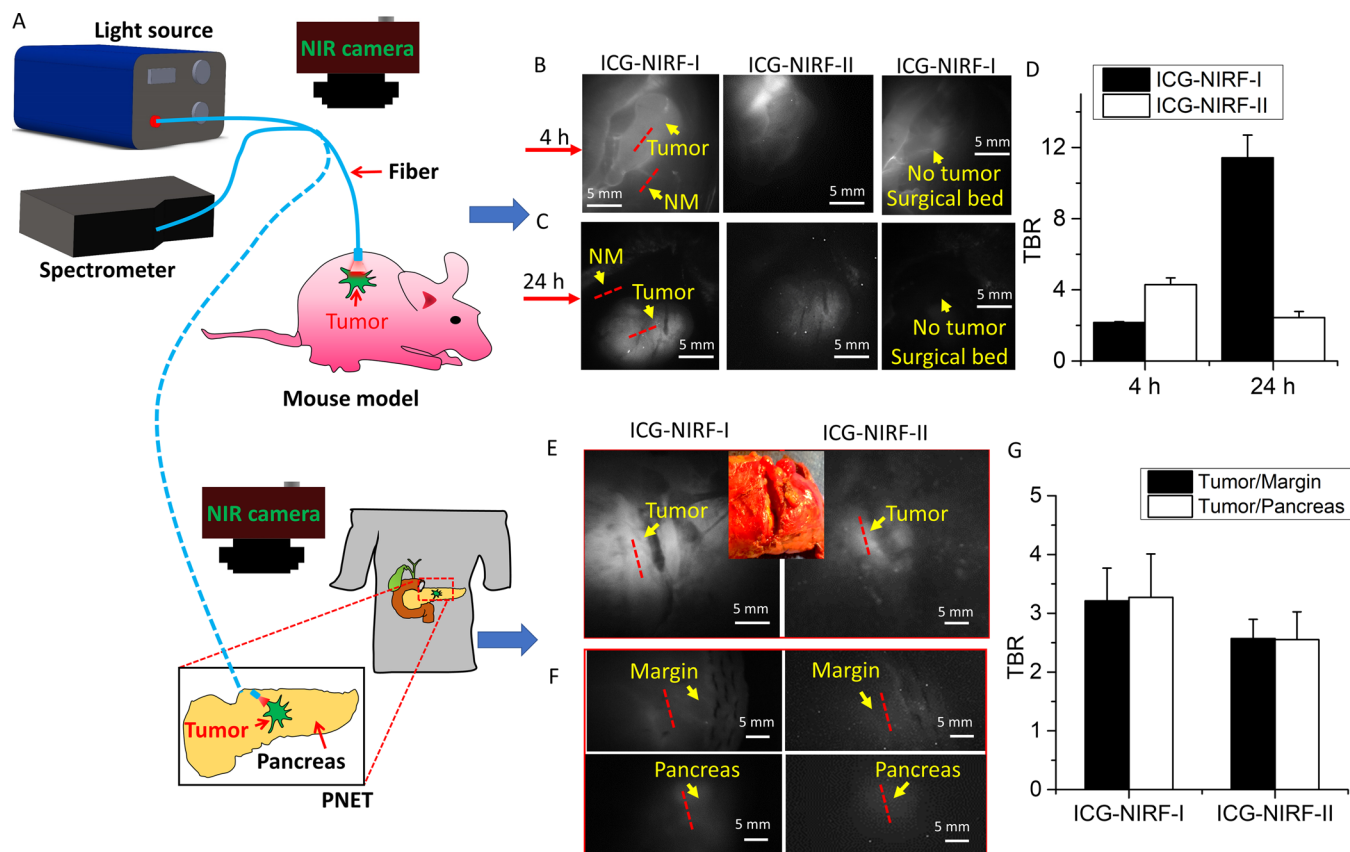 A
Light source
NIR camera
Fiber
Spectrometer
Tumor
Mouse model
NIR camera
Tumor
Pancreas
PNET
B
ICG-NIRF-I
ICG-NIRF-II
ICG-NIRF-I
4 h
Tumor
NM
5 mm
5 mm
5 mm
No tumor
Surgical bed
C
24 h
NM
Tumor
5 mm
5 mm
5 mm
No tumor
Surgical bed
D
ICG-NIRF-I
ICG-NIRF-II
TBR
12
8
4
0
4 h
24 h
E
ICG-NIRF-I
ICG-NIRF-II
Tumor
5 mm
Tumor
5 mm
F
Margin
5 mm
Margin
5 mm
Pancreas
5 mm
Pancreas
5 mm
G
Tumor/Margin
Tumor/Pancreas
TBR
5
4
3
2
1
0
ICG-NIRF-I
ICG-NIRF-II